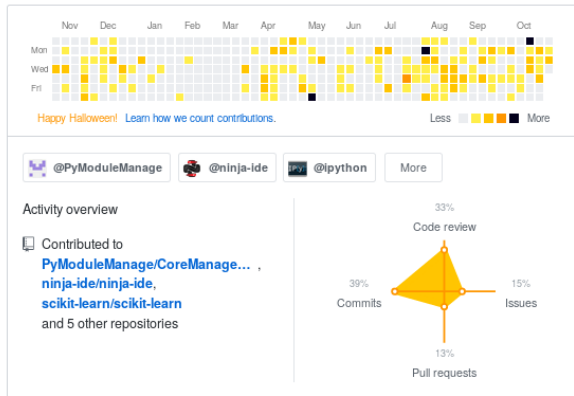 Nov Dec Jan Feb Mar Apr May Jun Jul Aug Sep Oct
Mon
Wed
Fri
Happy Halloween! Learn how we count contributions. Less More
@PyModuleManage @ninja-ide @ipython More
Activity overview
Contributed to
PyModuleManage/CoreManage… ,
ninja-ide/ninja-ide,
scikit-learn/scikit-learn
and 5 other repositories
33%
Code review
39%
Commits
15%
Issues
13%
Pull requests